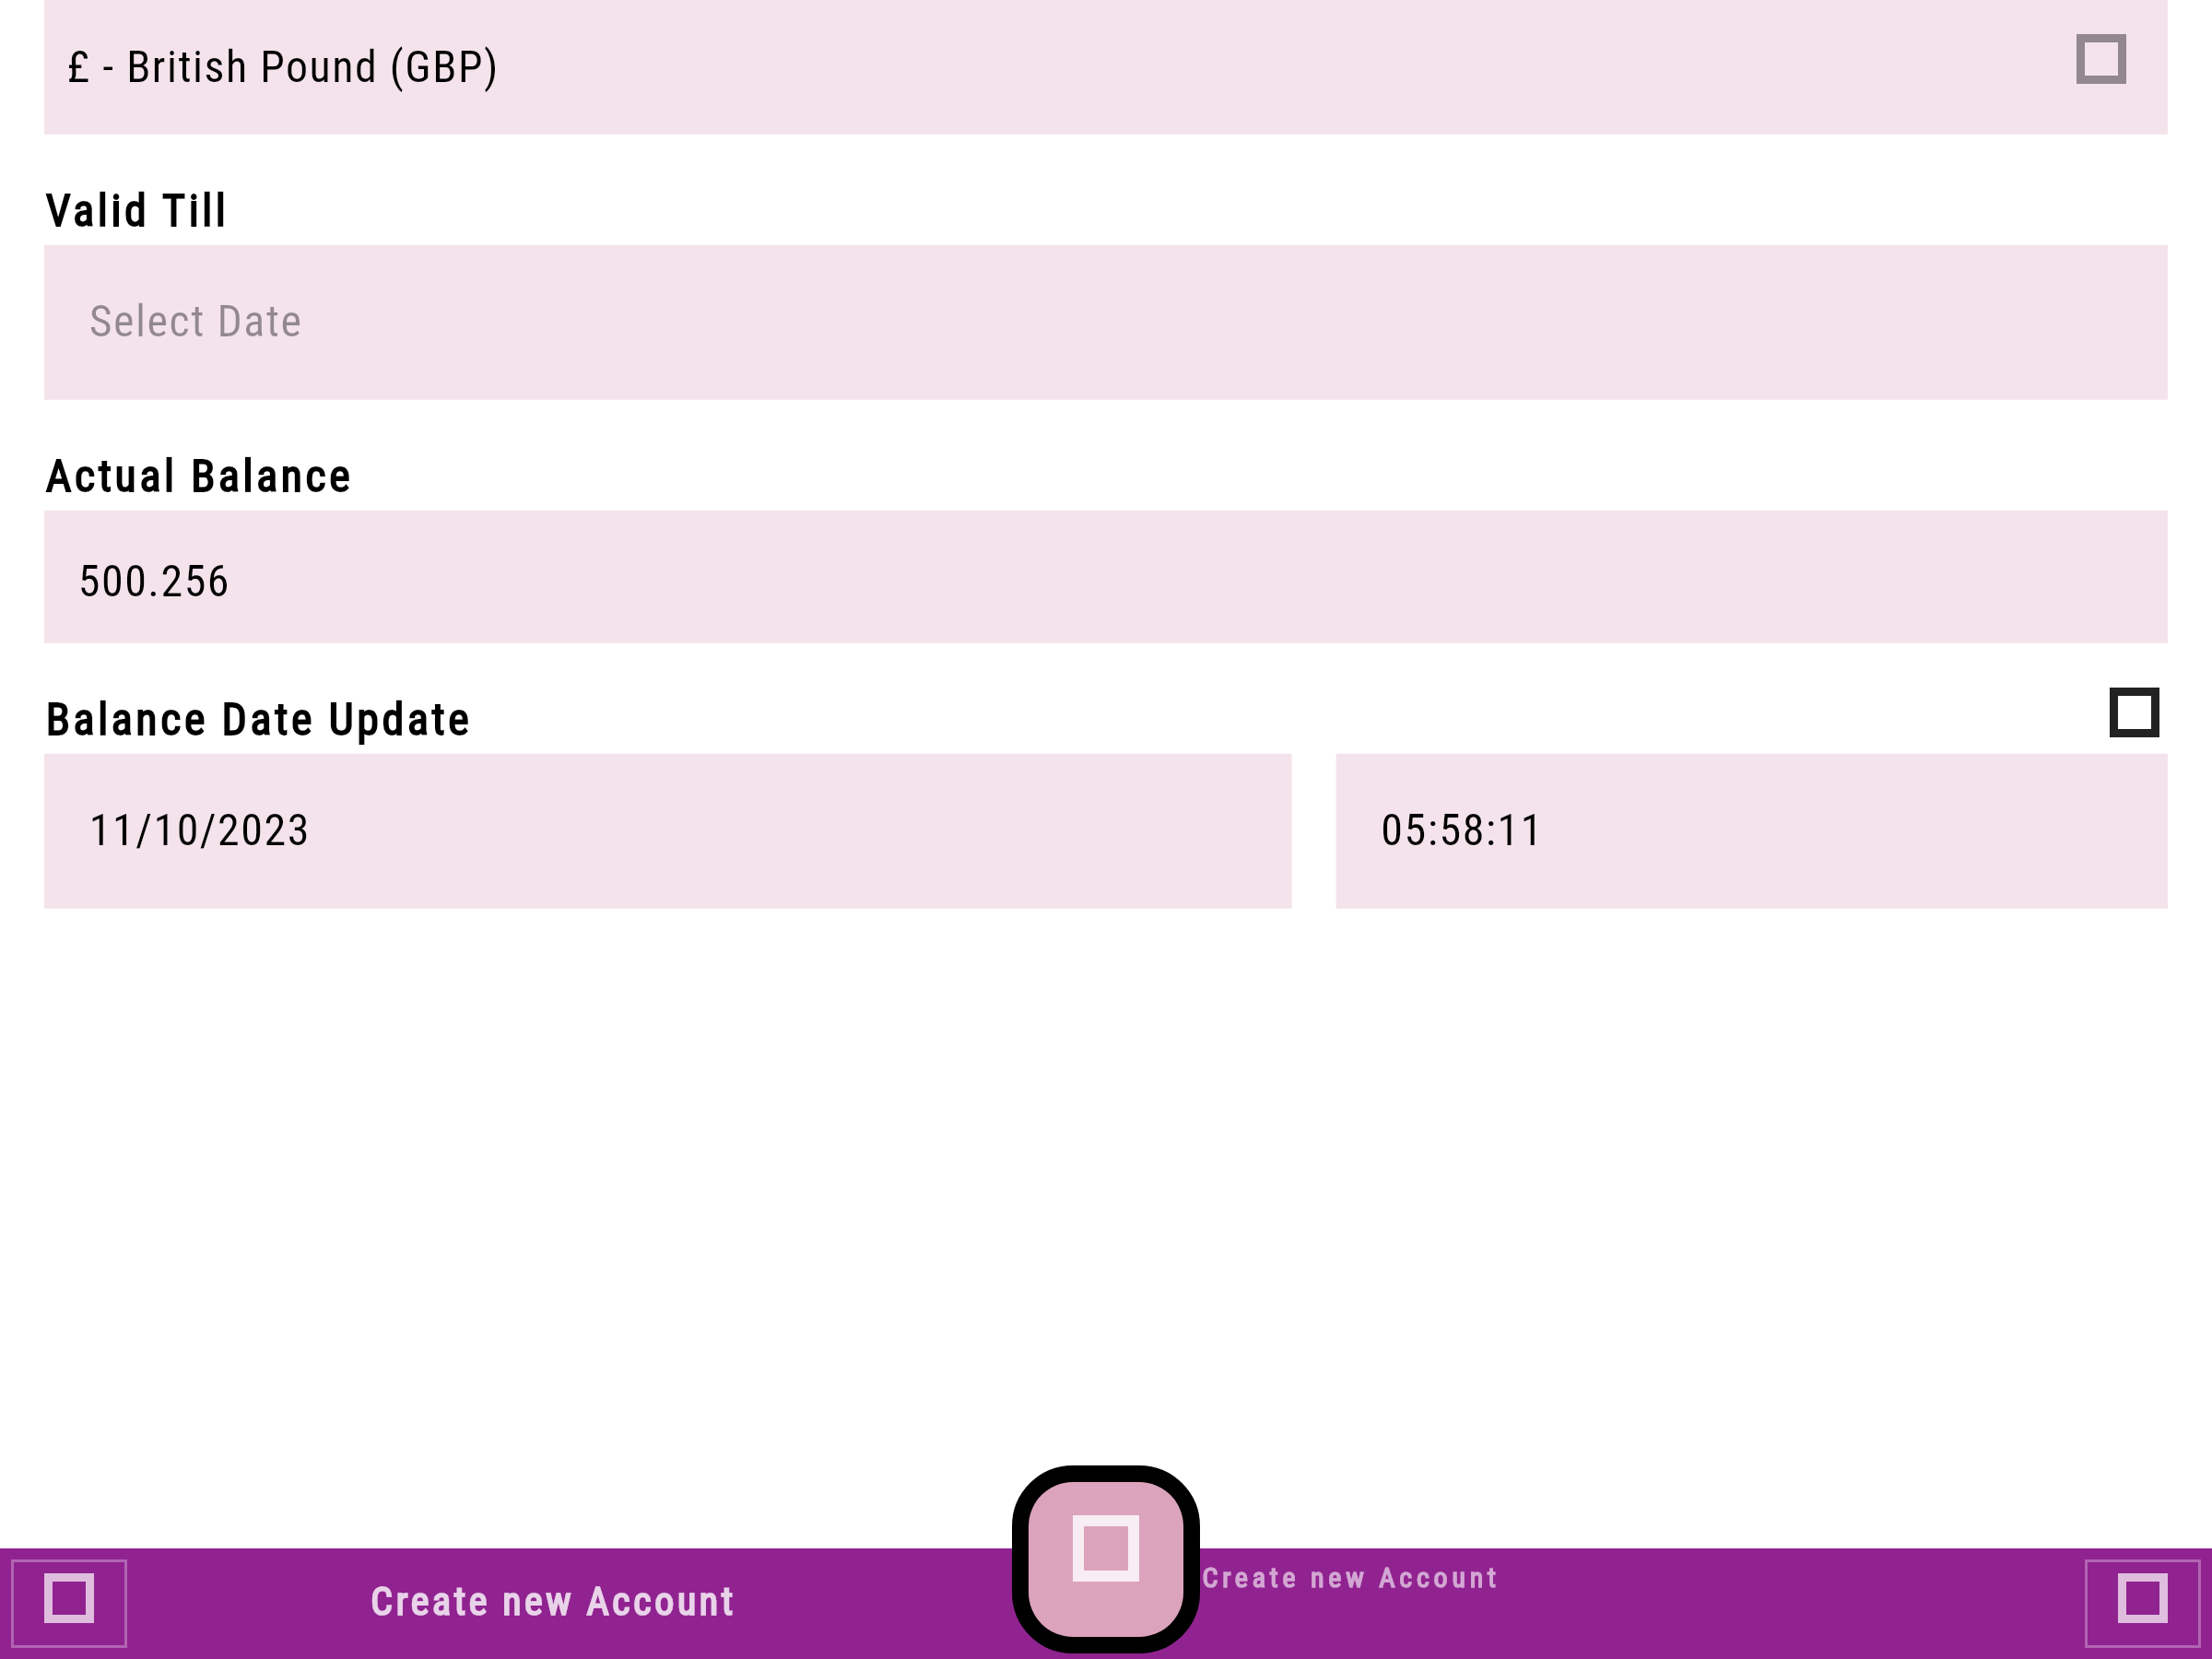 £ - British Pound (GBP)
Valid Till
Select Date
Actual Balance
500.256
Balance Date Update
11/10/2023
05:58:11
Create new Account
Create new Account